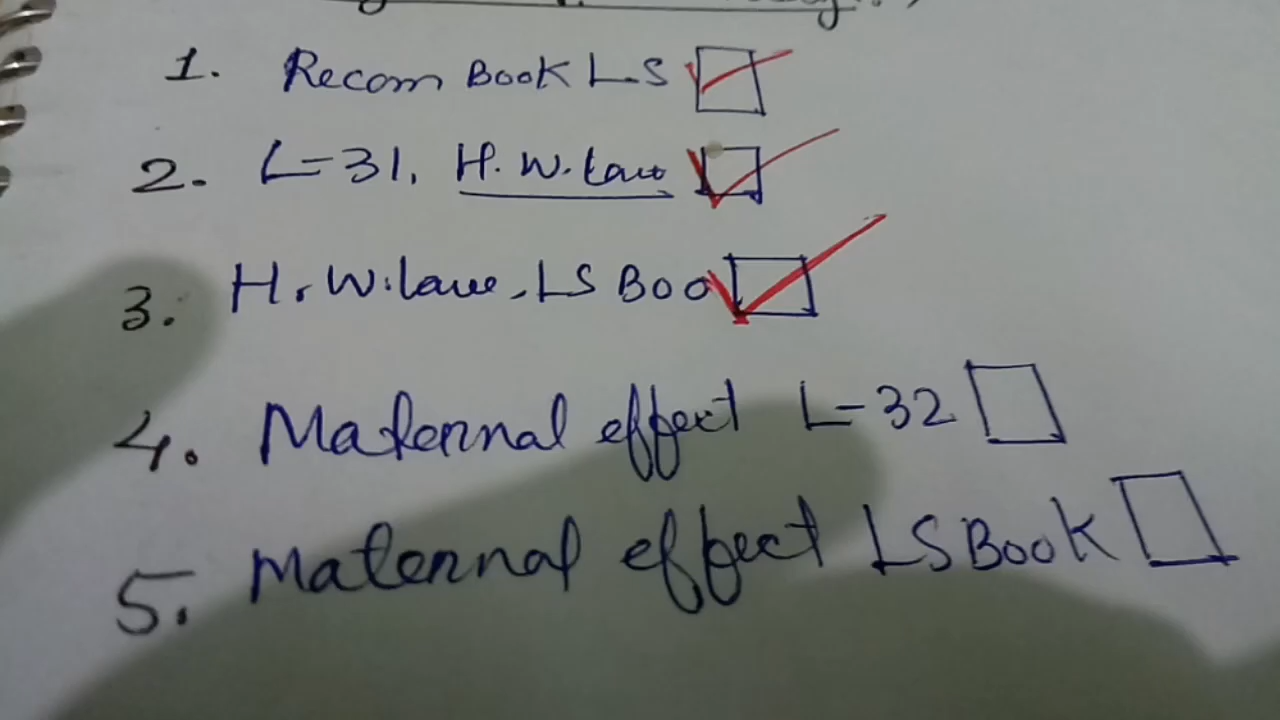 1. Recom Book LS
2. L-31, H.W. law
3. H.W. law, LS Boo
4. Maternal effect L-32
5. Maternal effect LS Book